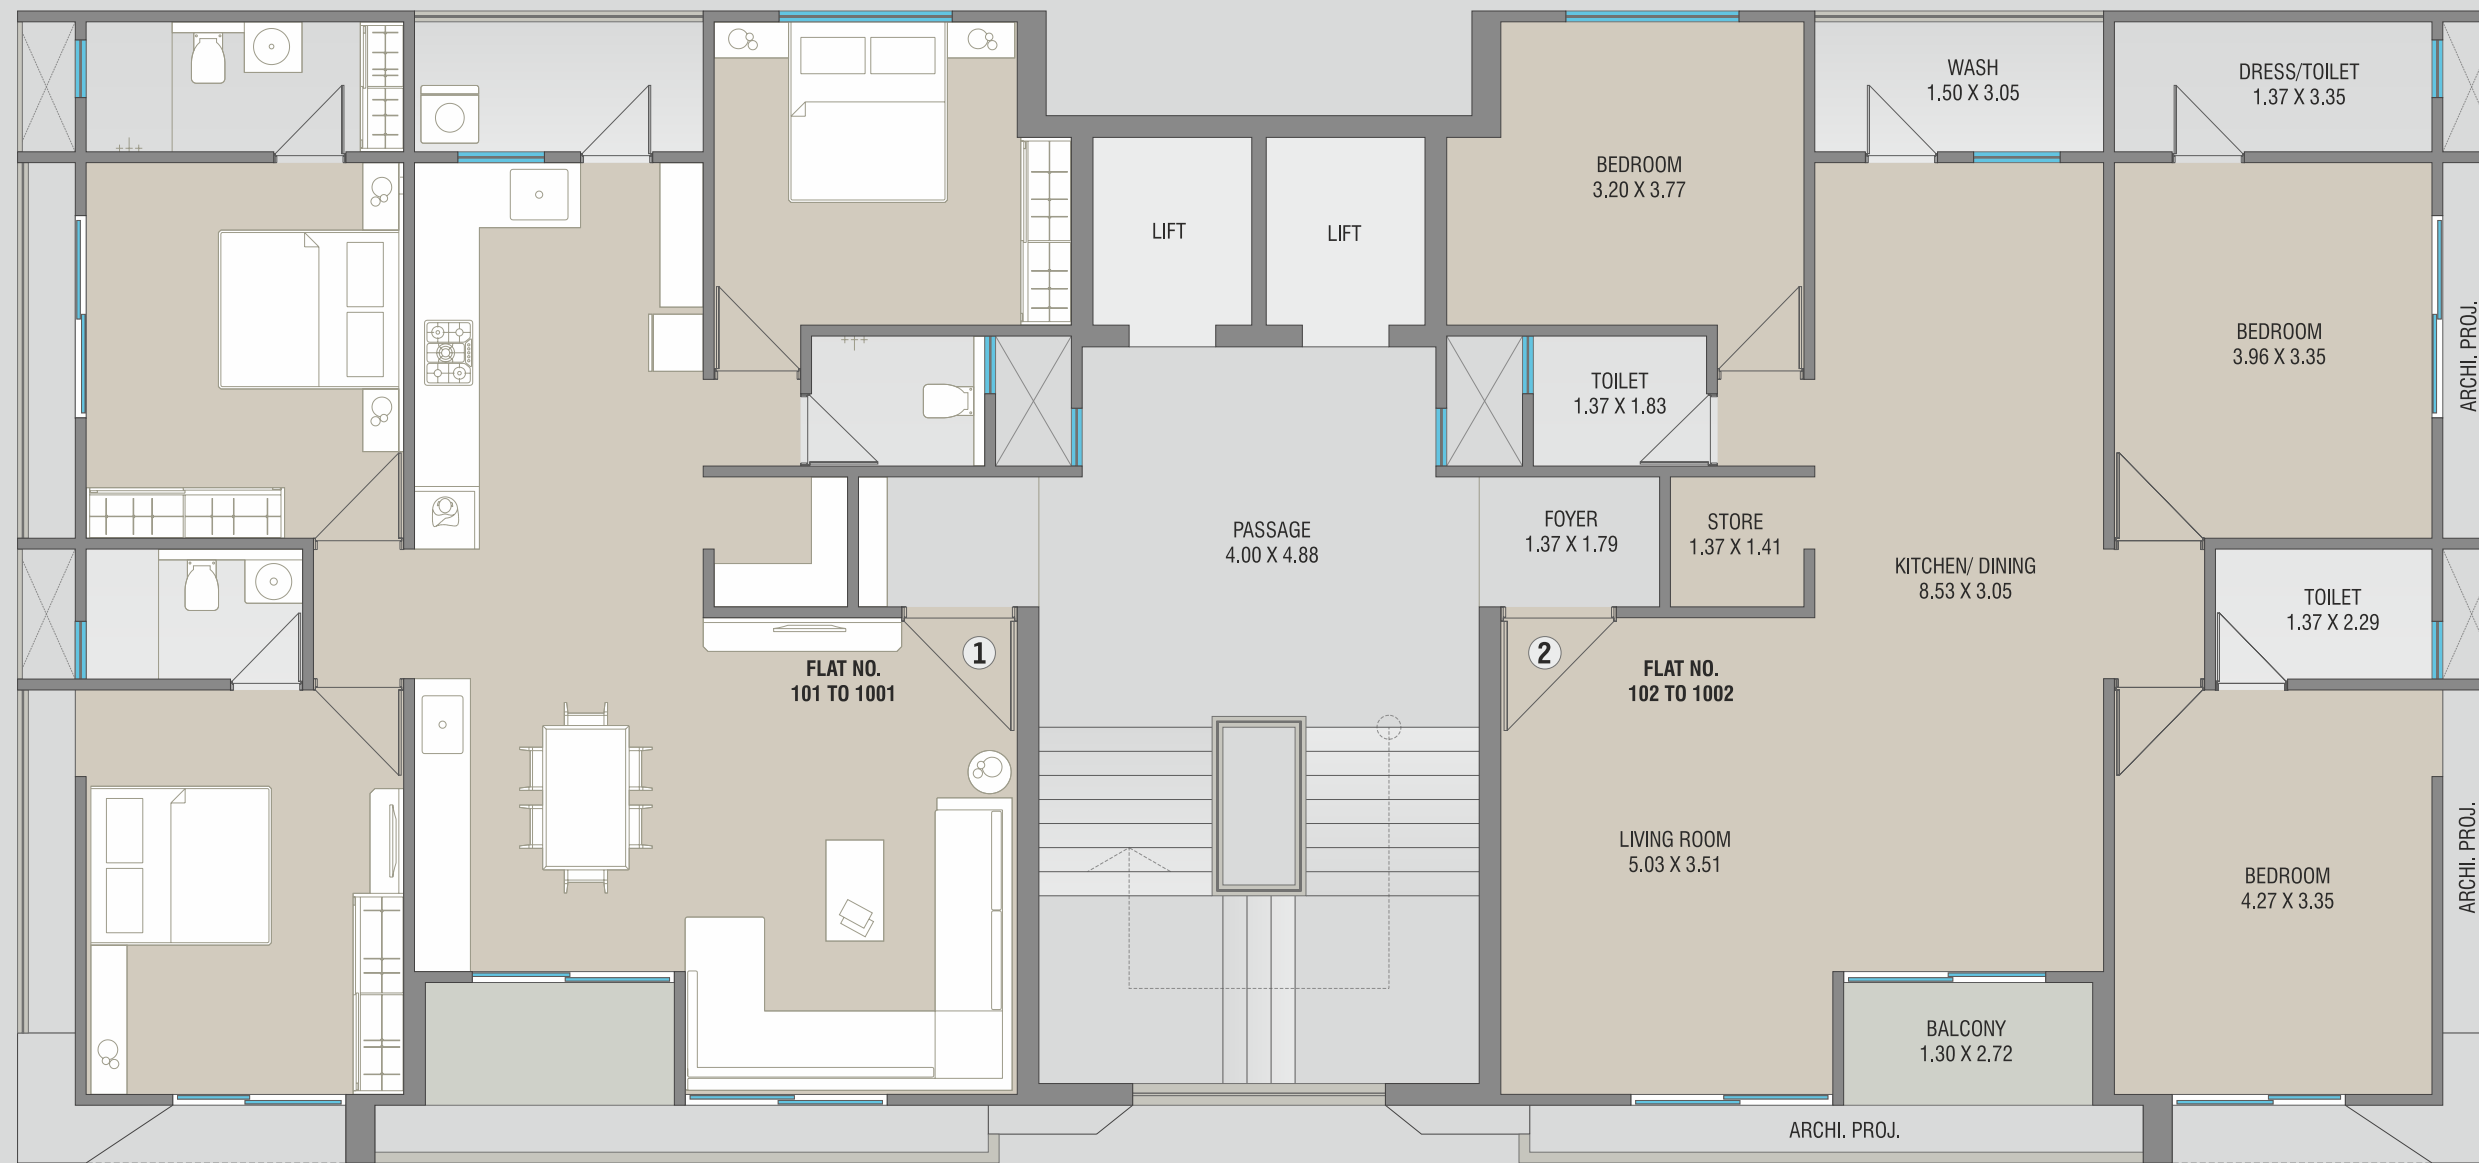 WASH
1.50 X 3.05
DRESS/TOILET
1.37 X 3.35
BEDROOM
3.20 X 3.77
LIFT
LIFT
BEDROOM
3.96 X 3.35
ARCHI. PROJ.
TOILET
1.37 X 1.83
PASSAGE
4.00 X 4.88
FOYER
1.37 X 1.79
STORE
1.37 X 1.41
KITCHEN/ DINING
8.53 X 3.05
TOILET
1.37 X 2.29
1
FLAT NO.
101 TO 1001
2
FLAT NO.
102 TO 1002
LIVING ROOM
5.03 X 3.51
BEDROOM
4.27 X 3.35
ARCHI. PROJ.
BALCONY
1.30 X 2.72
ARCHI. PROJ.